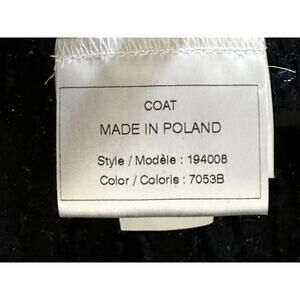 COAT
MADE IN POLAND
Style / Modèle : 194008
Color / Coloris : 7053B